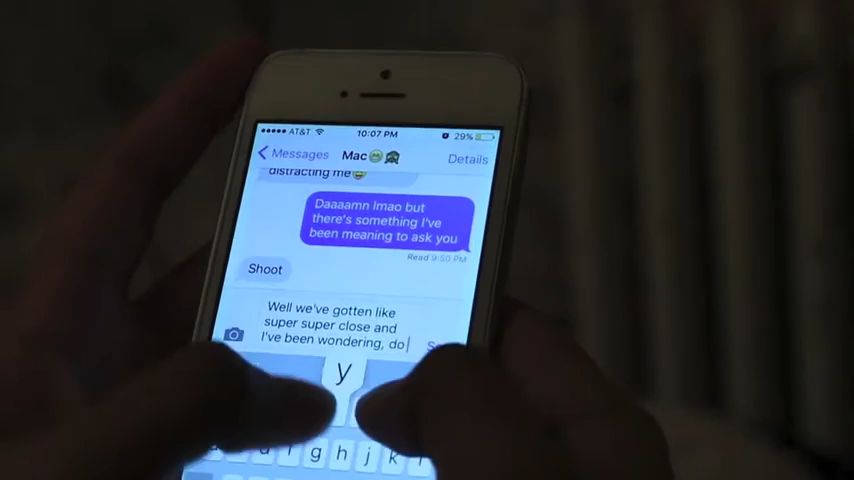 AT&T 10:07 PM 29%
Messages Mac Details
distracting me
Daaaamn lmao but
there's something I've
been meaning to ask you
Read 9:50 PM
Shoot
Well we've gotten like
super super close and
I've been wondering, do
y
g h j k l